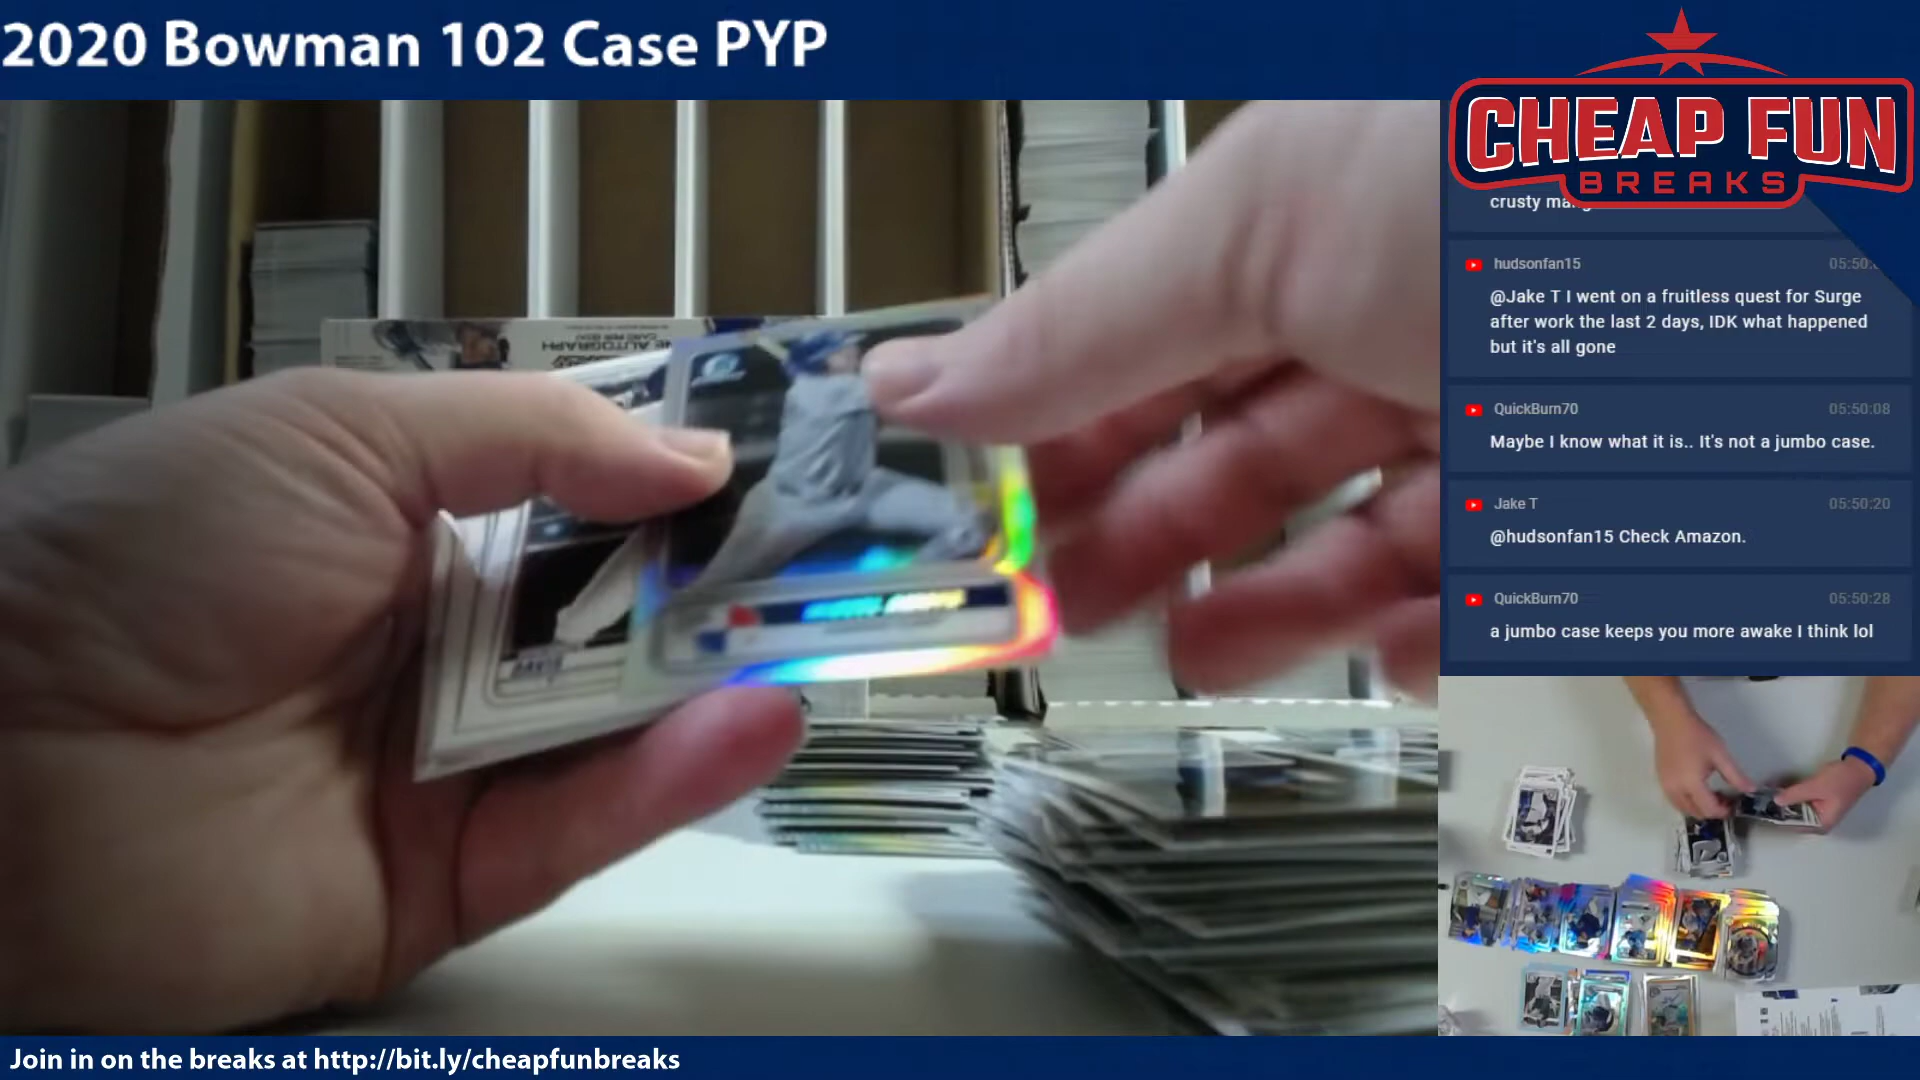 2020 Bowman 102 Case PYP
CHEAP FUN
BREAKS
crusty
hudsonfan15
@Jake T I went on a fruitless quest for Surge
after work the last 2 days, IDK what happened
but it's all gone
QuickBurn70 05:50:08
Maybe I know what it is.. It's not a jumbo case.
Jake T 05:50:20
@hudsonfan15 Check Amazon.
QuickBurn70 05:50:28
a jumbo case keeps you more awake I think lol
AUTOGRAPH
Join in on the breaks at http://bit.ly/cheapfunbreaks